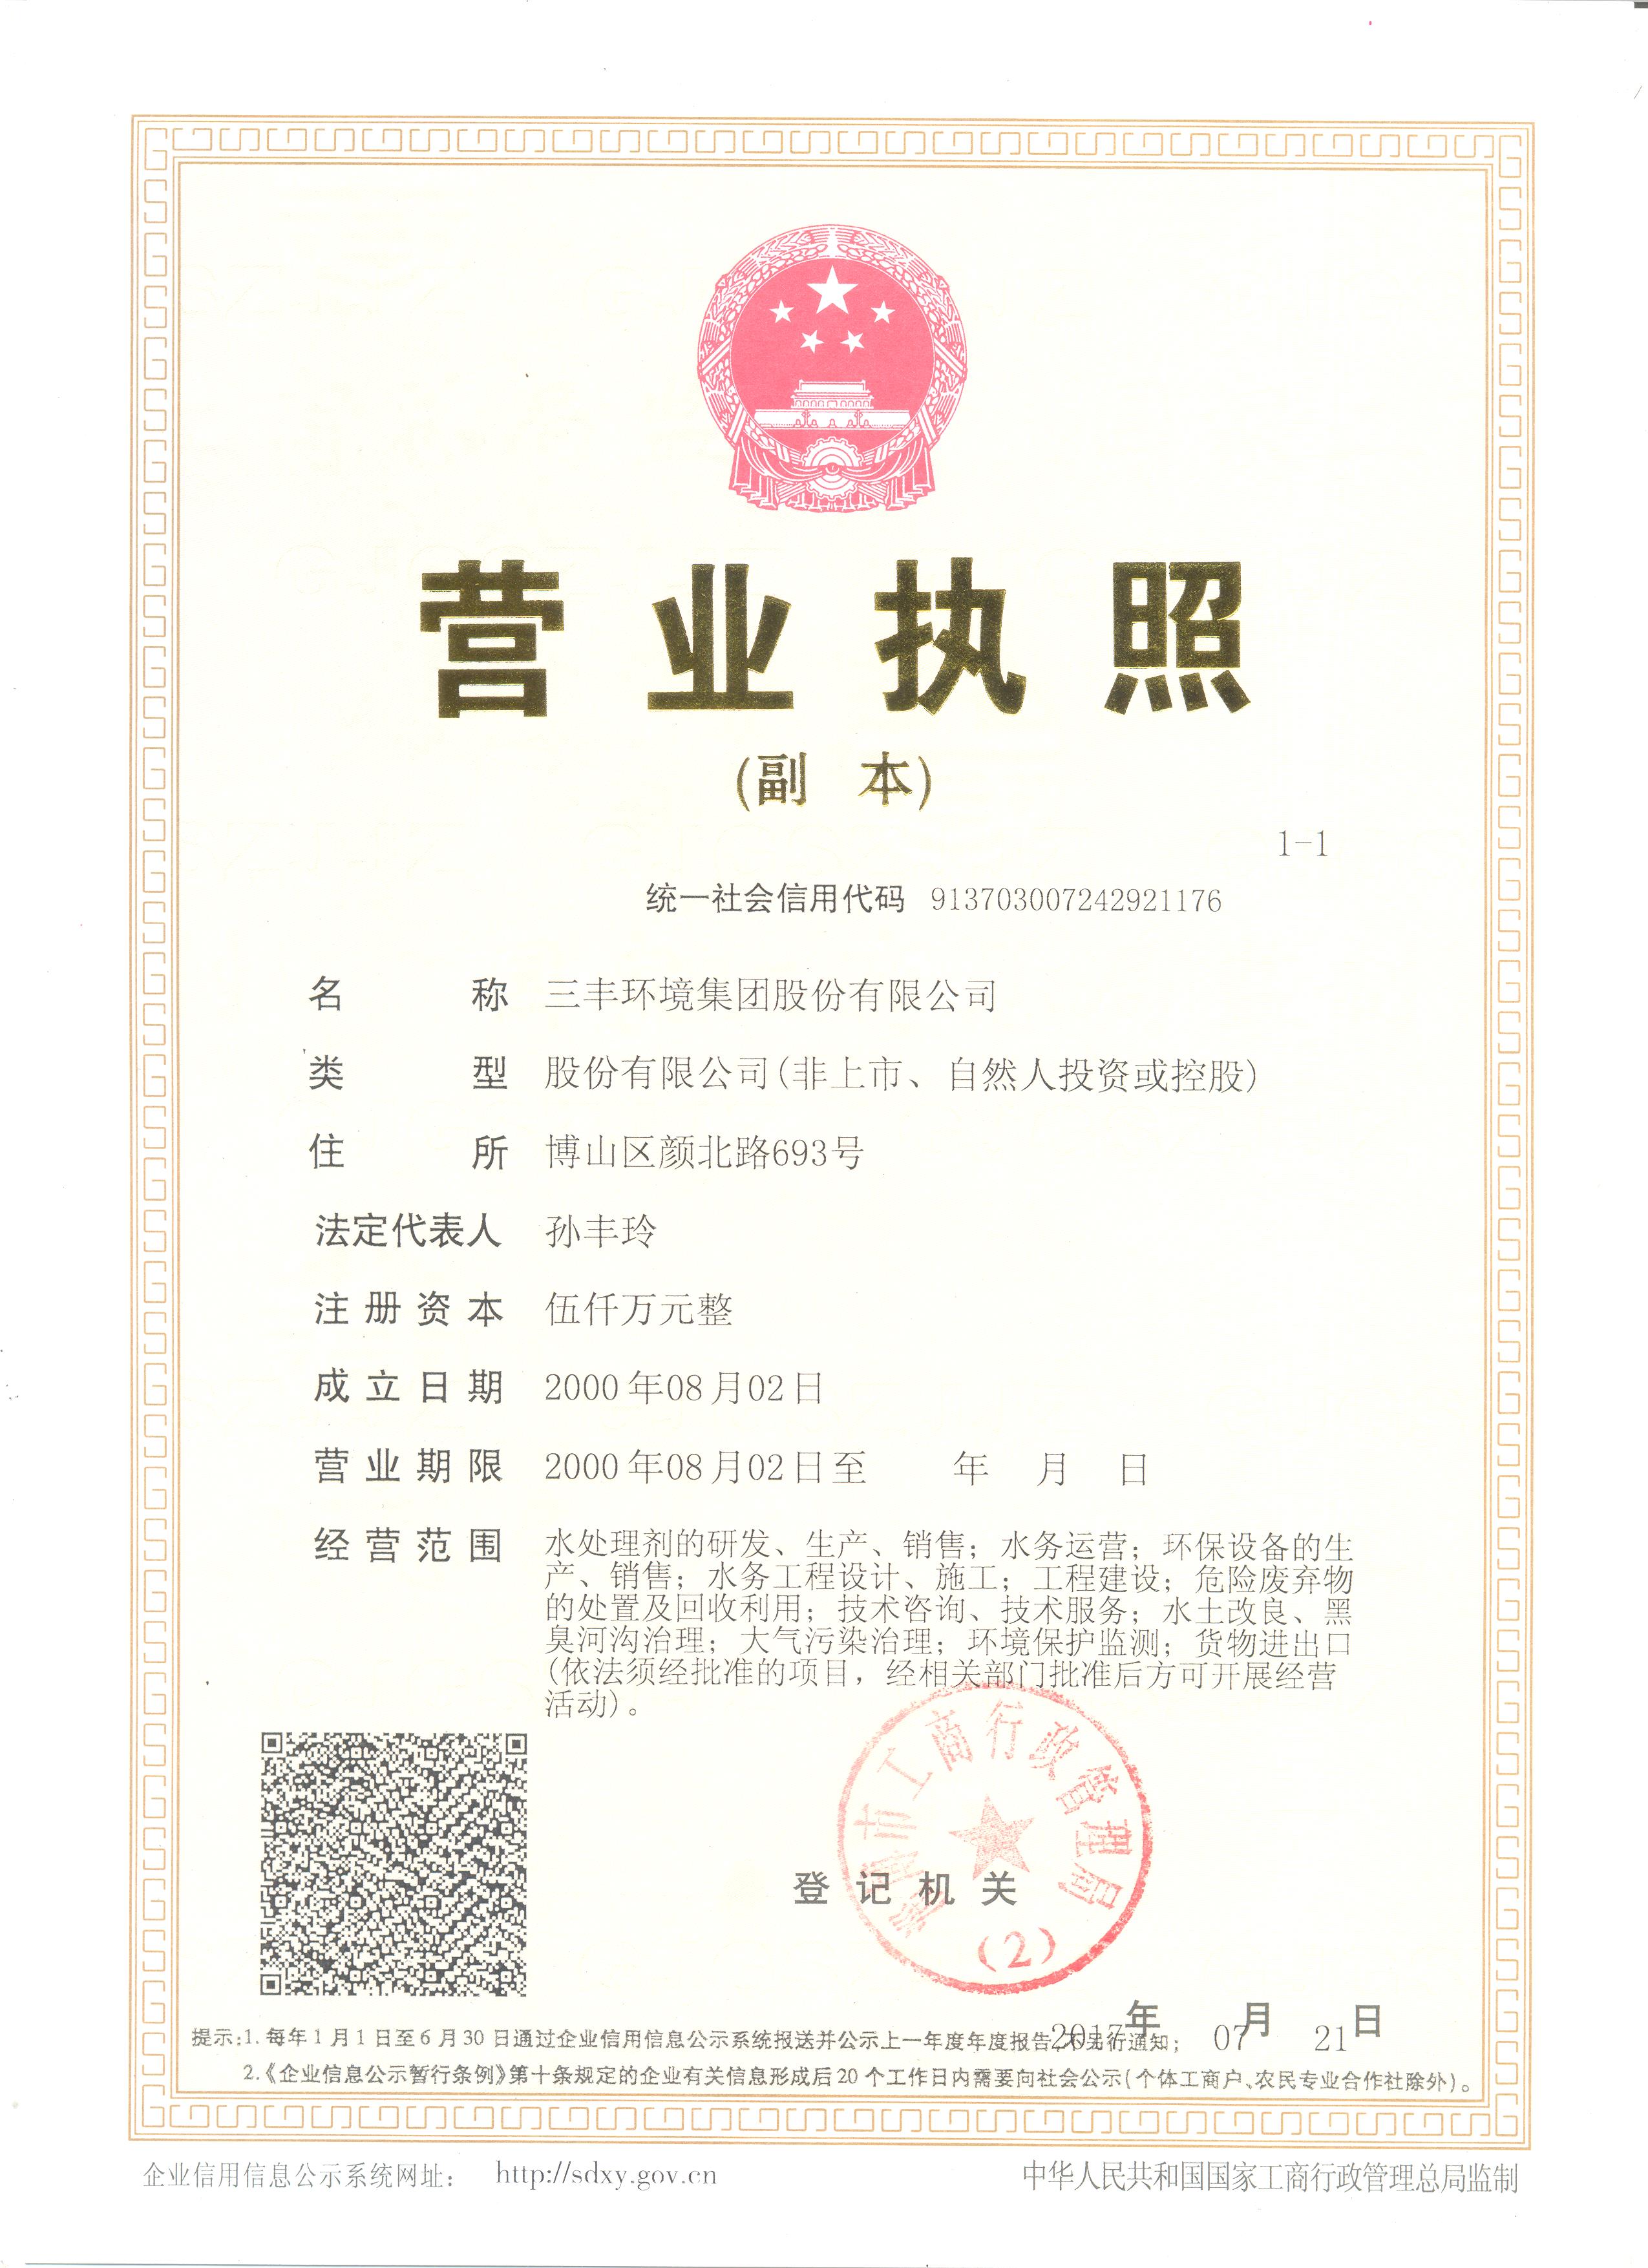 营业执照
(副 本)
1-1
统一社会信用代码 913703007242921176
名 称 三丰环境集团股份有限公司
类 型 股份有限公司(非上市、自然人投资或控股)
住 所 博山区颜北路693号
法定代表人 孙丰玲
注册资本 伍仟万元整
成立日期 2000年08月02日
营业期限 2000年08月02日至 年 月 日
经营范围 水处理剂的研发、生产、销售；水务运营；环保设备的生
产、销售；水务工程设计、施工；工程建设；危险废弃物
的处置及回收利用；技术咨询、技术服务；水土改良、黑
臭河沟治理；大气污染治理；环境保护监测；货物进出口
(依法须经批准的项目，经相关部门批准后方可开展经营
活动)。
市工商行政管理局
(2)
登记机关
2017年 07月 21日
提示:1.每年1月1日至6月30日通过企业信用信息公示系统报送并公示上一年度年度报告,不另行通知;
2.《企业信息公示暂行条例》第十条规定的企业有关信息形成后20个工作日内需要向社会公示(个体工商户、农民专业合作社除外)。
企业信用信息公示系统网址： http://sdxy.gov.cn
中华人民共和国国家工商行政管理总局监制